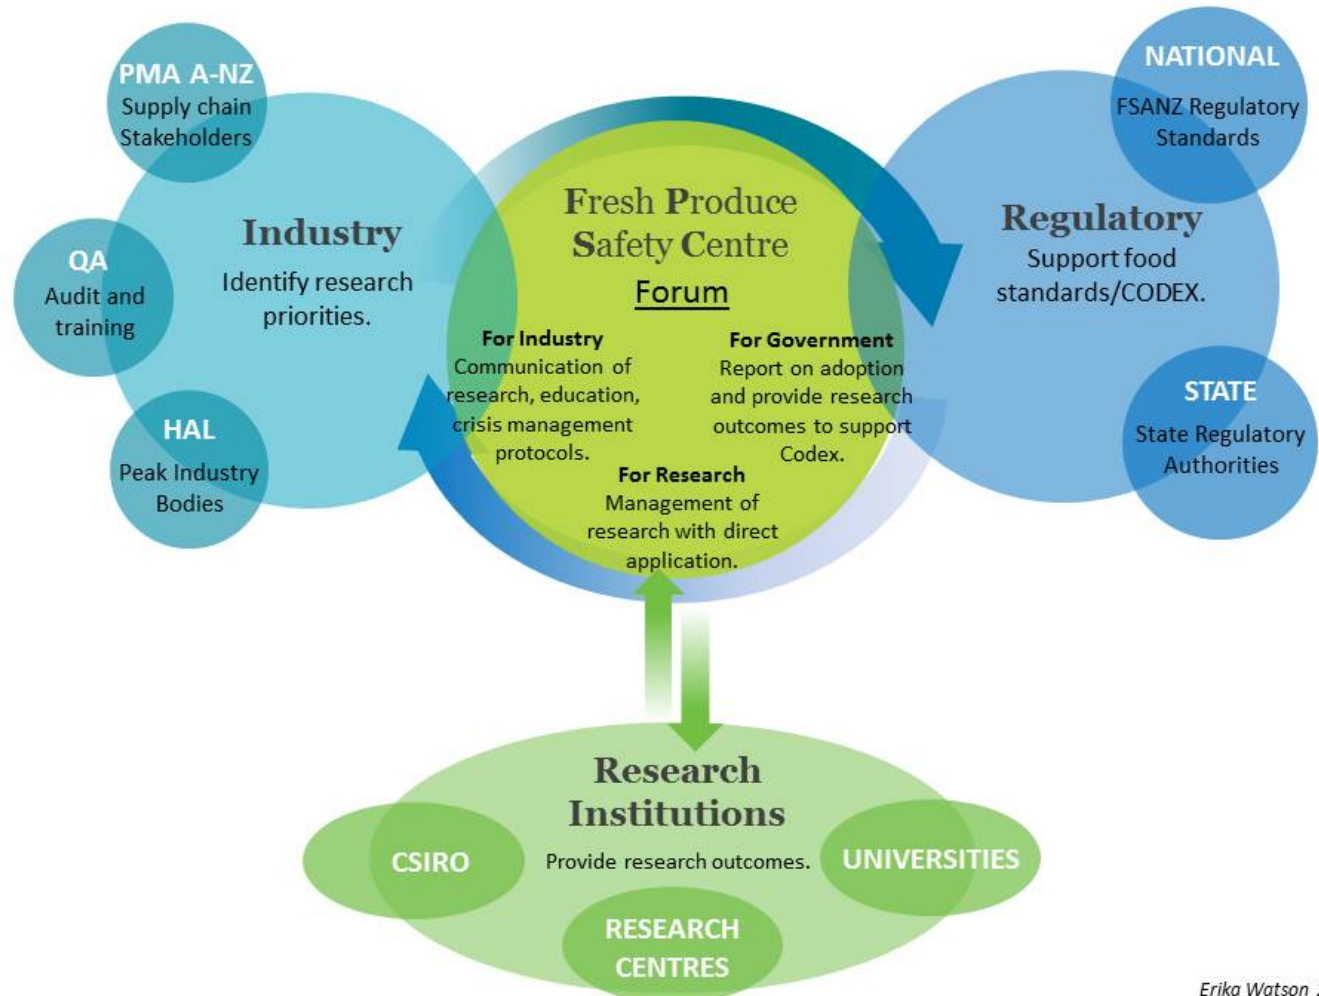 PMA A-NZ
Supply chain
Stakeholders
QA
Audit and
training
HAL
Peak Industry
Bodies
Industry
Identify research
priorities.
Fresh Produce
Safety Centre
Forum
For Industry
Communication of
research, education,
crisis management
protocols.
For Government
Report on adoption
and provide research
outcomes to support
Codex.
For Research
Management of
research with direct
application.
Regulatory
Support food
standards/CODEX.
NATIONAL
FSANZ Regulatory
Standards
STATE
State Regulatory
Authorities
Research
Institutions
Provide research outcomes.
CSIRO
RESEARCH
CENTRES
UNIVERSITIES
Erika Watson